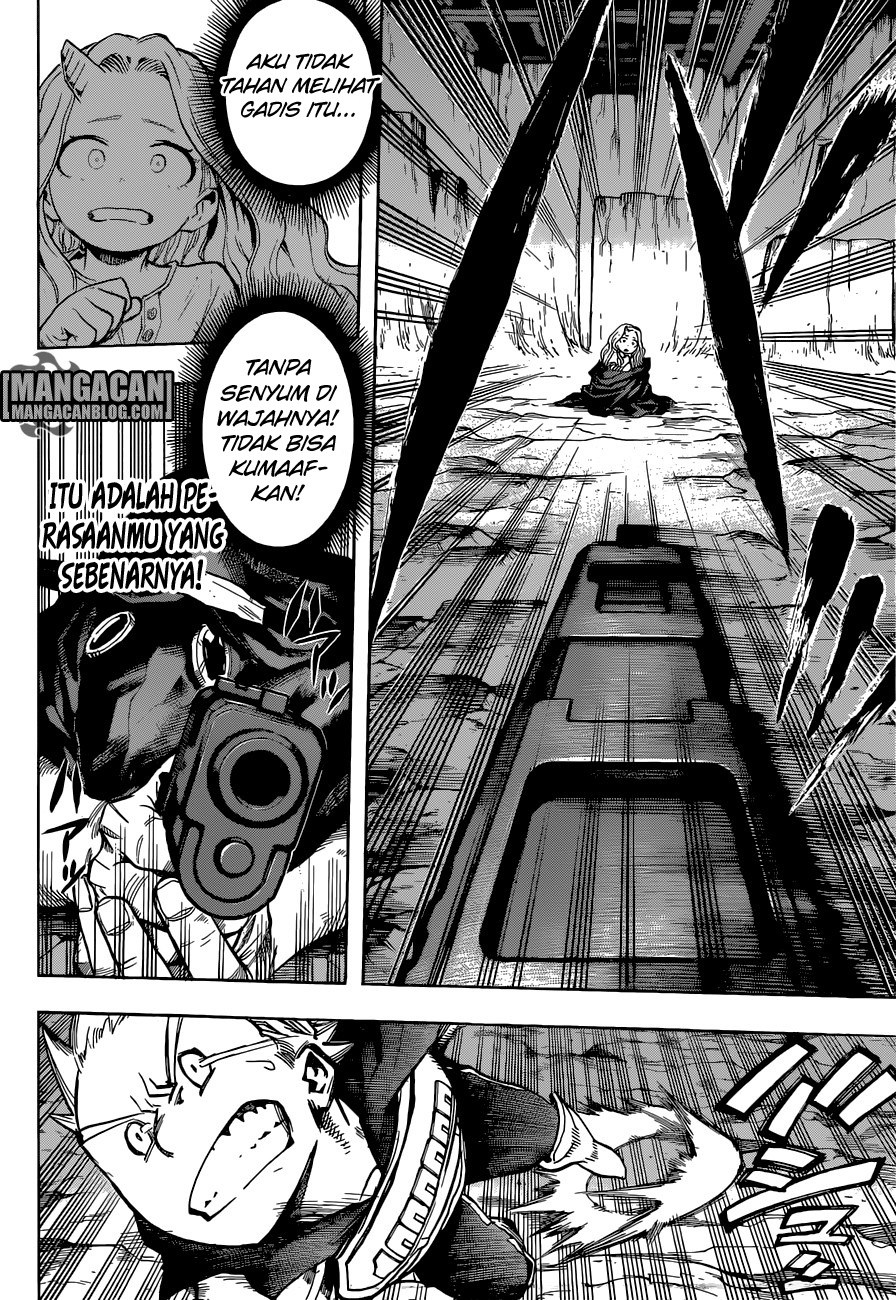 AKU TIDAK
TAHAN MELIHAT
GADIS ITU...
TANPA
SENYUM DI
WAJAHNYA!
TIDAK BISA
KUMAAF-
KAN!
[MANGACAN]
MANGACANBLOG.COM
ITU ADALAH PE-
RASAANMU YANG
SEBENARNYA!